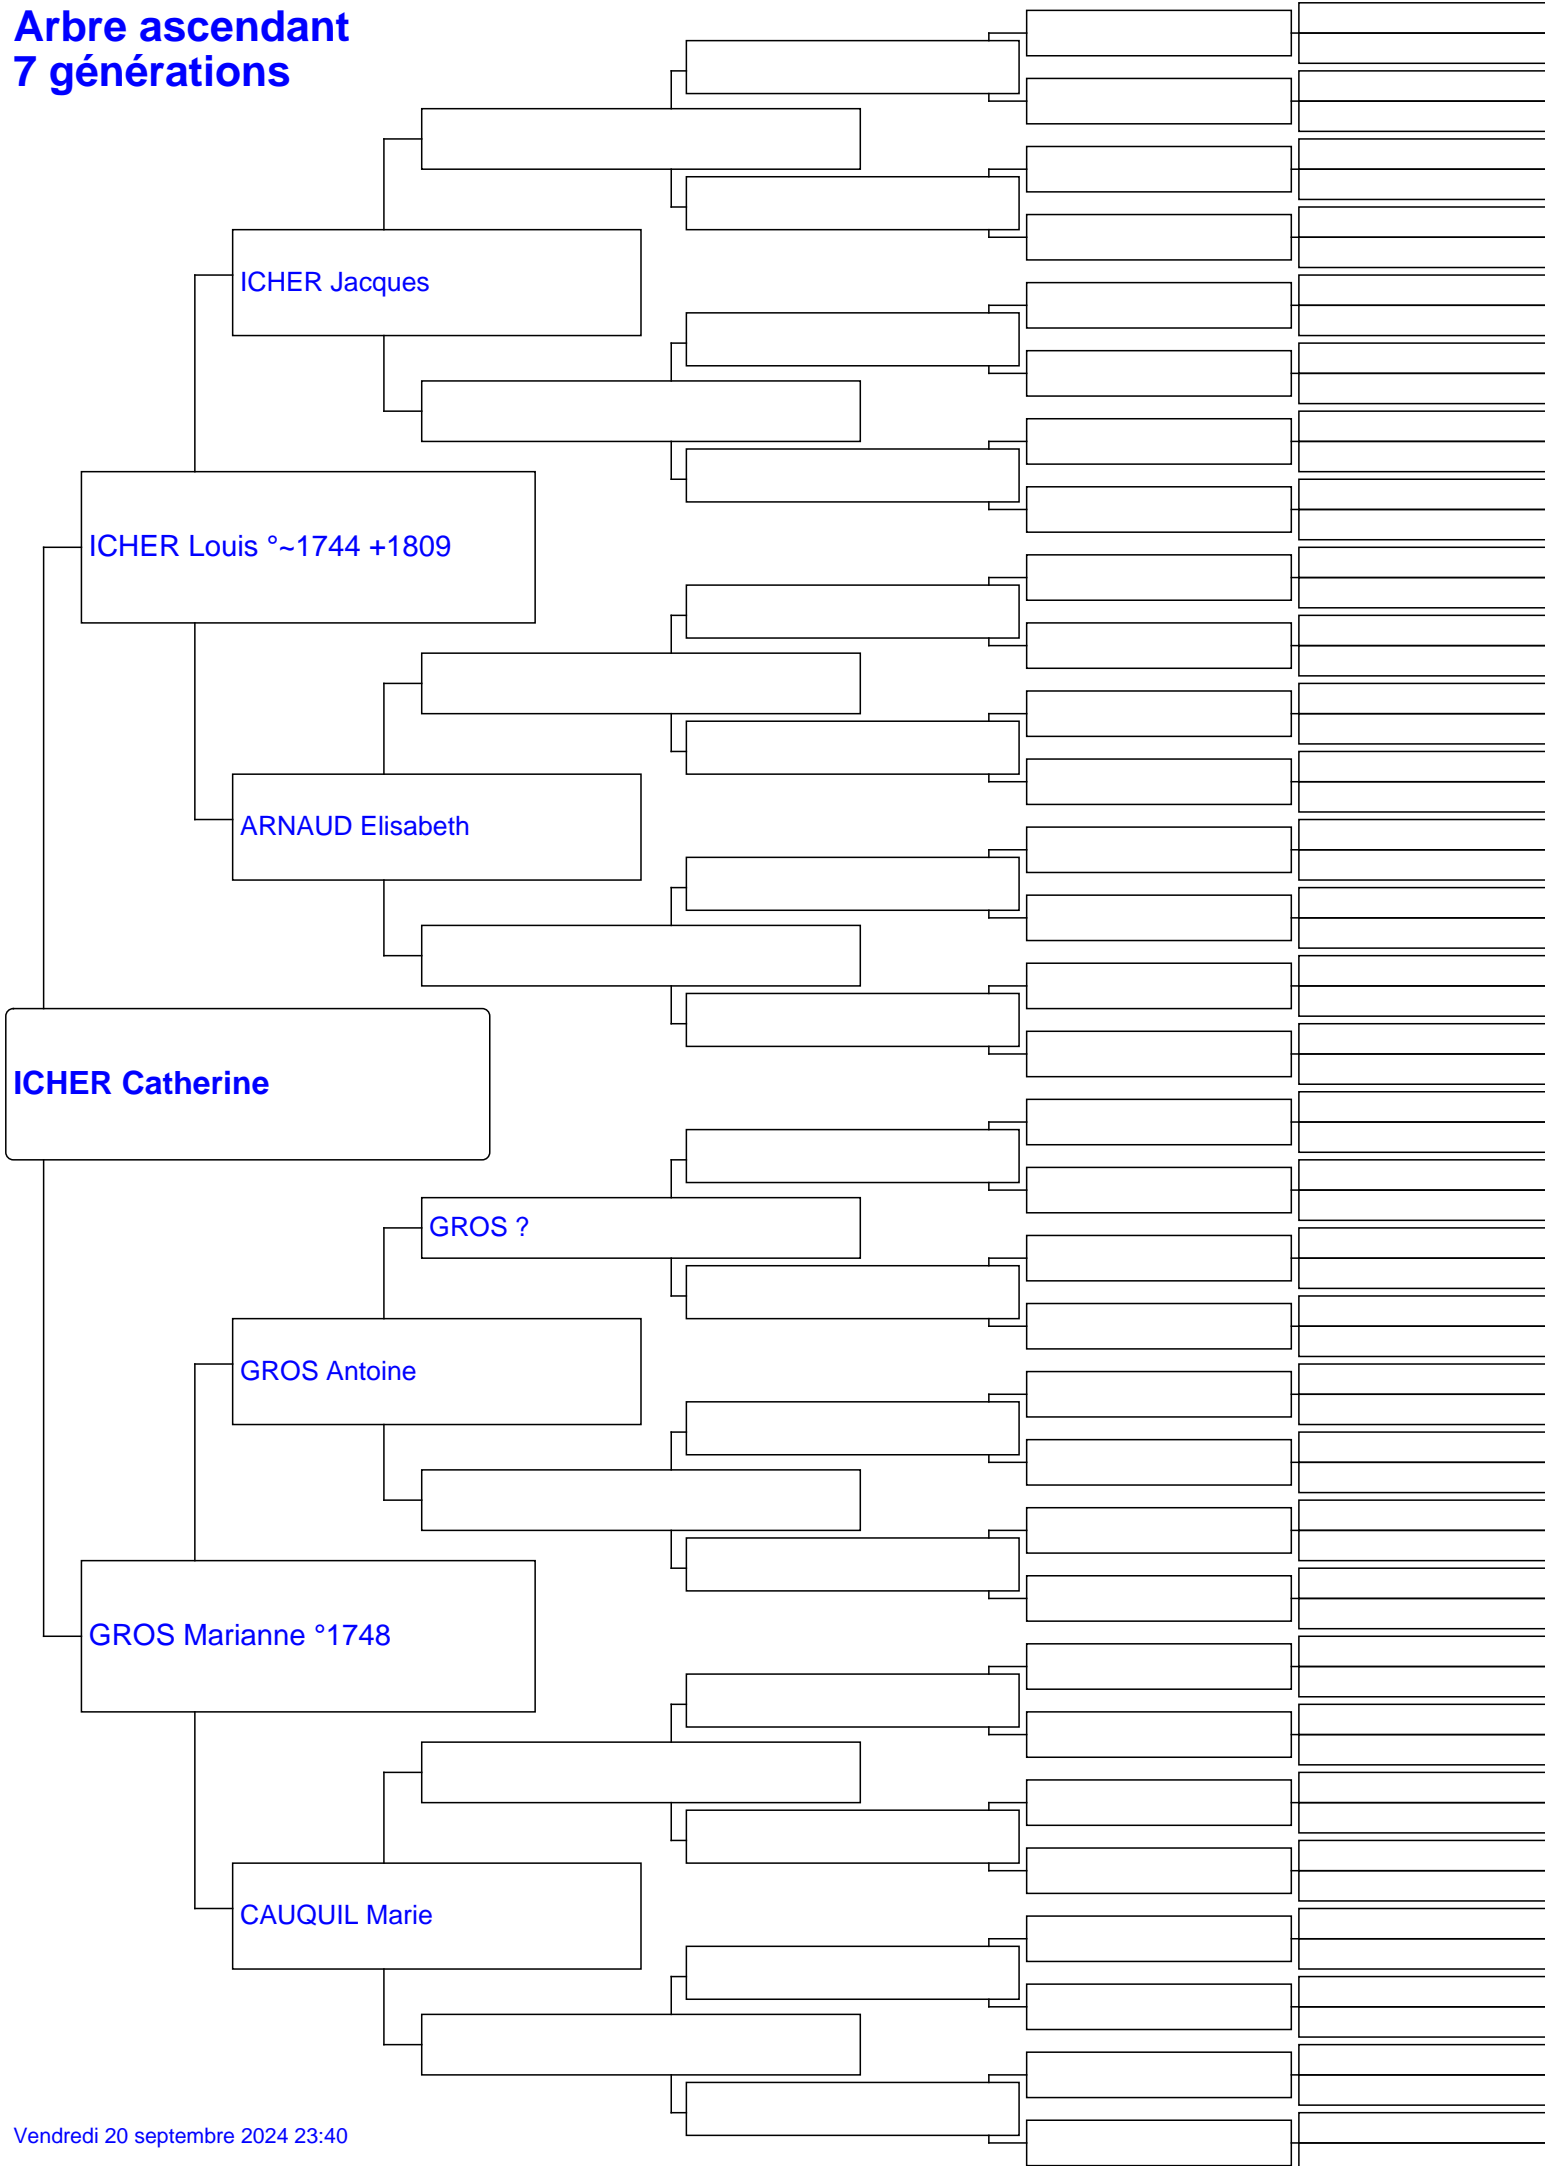 Arbre ascendant
7 générations
ICHER Jacques
ICHER Louis °~1744 +1809
ARNAUD Elisabeth
ICHER Catherine
GROS ?
GROS Antoine
GROS Marianne °1748
CAUQUIL Marie
Vendredi 20 septembre 2024 23:40